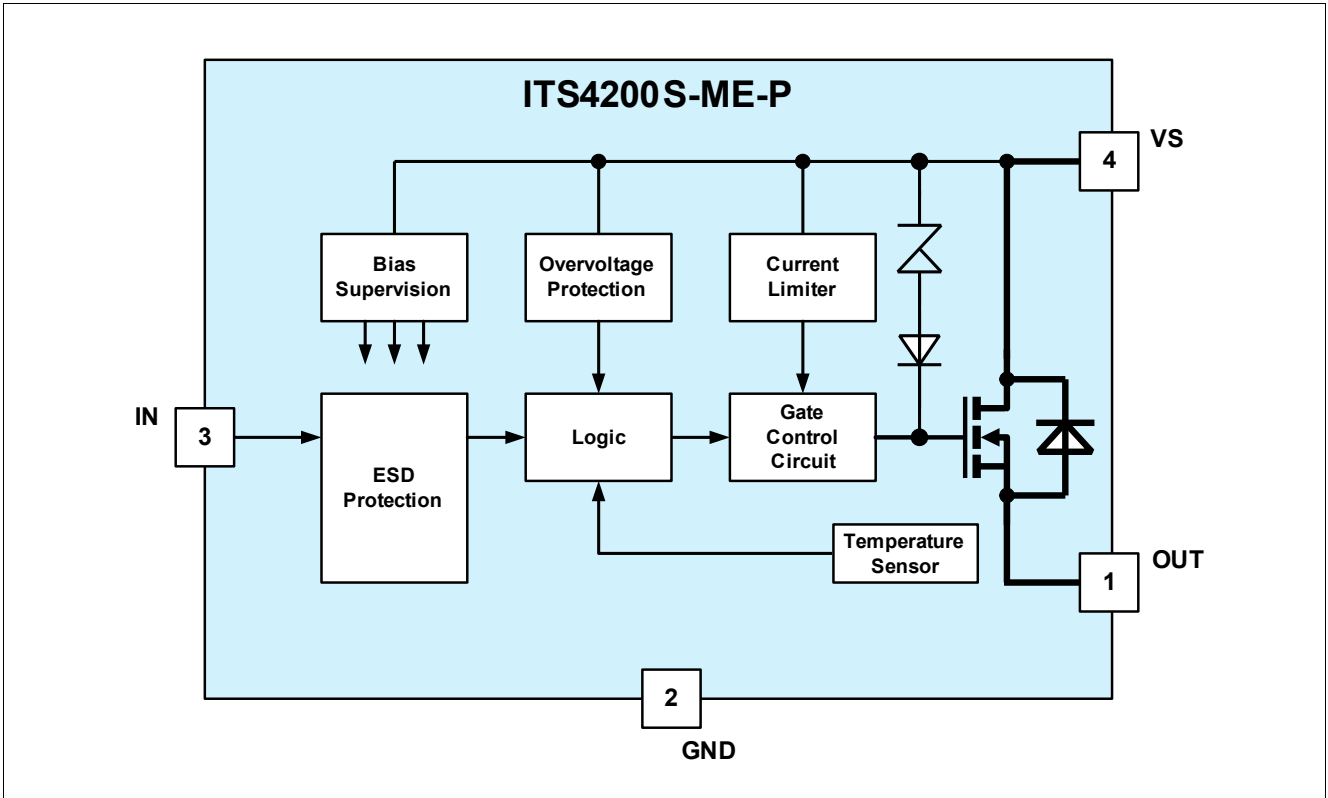 ITS4200S-ME-P
VS
4
Bias
Supervision
Overvoltage
Protection
Current
Limiter
IN
3
ESD
Protection
Logic
Gate
Control
Circuit
Temperature
Sensor
OUT
1
2
GND